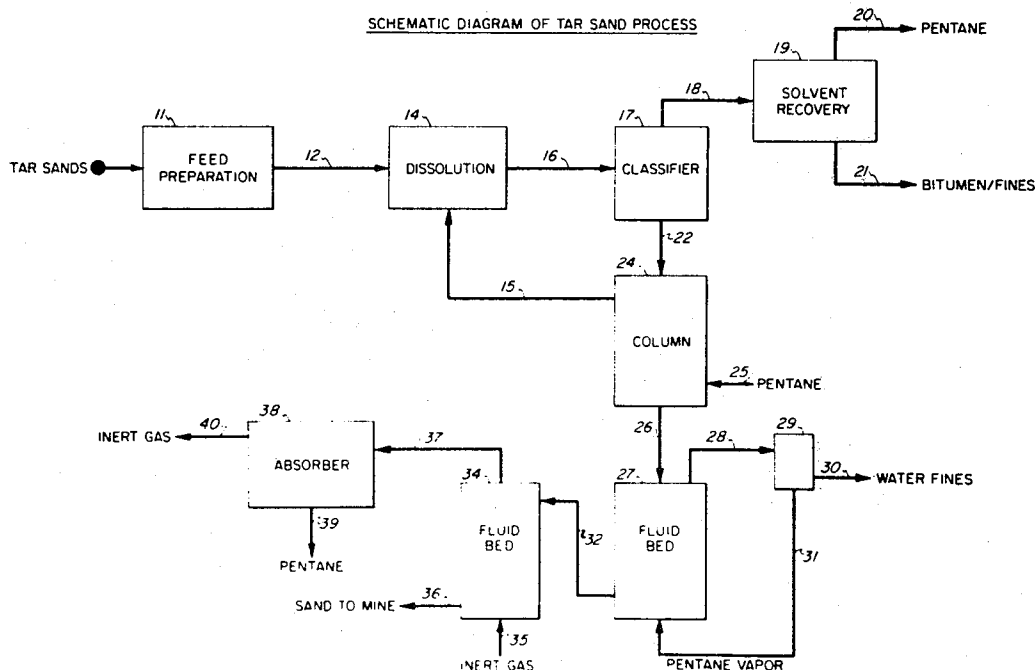 SCHEMATIC DIAGRAM OF TAR SAND PROCESS
20
PENTANE
19
SOLVENT
RECOVERY
18
21
BITUMEN/FINES
11
FEED
PREPARATION
TAR SANDS
12
14
DISSOLUTION
16
17
CLASSIFIER
22
24
COLUMN
15
25
PENTANE
26
28
29
30
WATER FINES
27
FLUID
BED
31
PENTANE VAPOR
32
34
FLUID
BED
35
INERT GAS
36
SAND TO MINE
37
38
ABSORBER
40
INERT GAS
39
PENTANE